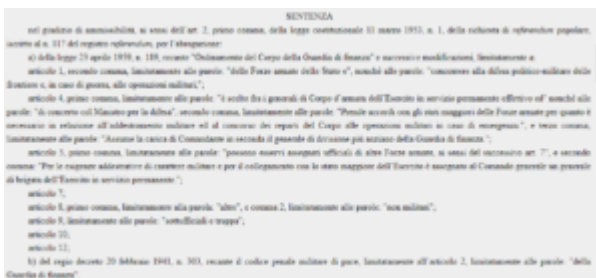 SENTENZA
nel giudizio di ammissibilità, ai sensi dell'art. 2, primo comma, della legge costituzionale 11 marzo 1953, n. 1, della richiesta di referendum popolare,
iscritto al n. 117 del registro referendum, per l'abrogazione:
a) della legge 23 aprile 1959, n. 189, recante "Ordinamento del Corpo della Guardia di finanza" e successive modificazioni, limitatamente a:
articolo 1, secondo comma, limitatamente alle parole: "delle Forze armate dello Stato e", nonché alle parole: "concorrere alla difesa politico-militare delle
frontiere e, in caso di guerra, alle operazioni militari;";
articolo 4, primo comma, limitatamente alle parole: "è scelto fra i generali di Corpo d'armata dell'Esercito in servizio permanente effettivo ed" nonché alle
parole: "di concerto col Ministro per la difesa", secondo comma, limitatamente alle parole: "Prende accordi con gli stati maggiori delle Forze armate per quanto è
necessario in relazione all'addestramento militare ed al concorso dei reparti del Corpo alle operazioni militari in caso di emergenza.", e terzo comma,
limitatamente alle parole: "Assume la carica di Comandante in seconda il generale di divisione più anziano della Guardia di finanza.";
articolo 5, primo comma, limitatamente alle parole: "possono esservi assegnati ufficiali di altre Forze armate, ai sensi del successivo art. 7", e secondo
comma: "Per le esigenze addestrative di carattere militare e per il collegamento con lo stato maggiore dell'Esercito è assegnato al Comando generale un generale
di brigata dell'Esercito in servizio permanente.";
articolo 7;
articolo 8, primo comma, limitatamente alla parola: "altro", e comma 2, limitatamente alle parole: "non militari";
articolo 9, limitatamente alle parole: "sottufficiali e truppa";
articolo 10;
articolo 12;
b) del regio decreto 20 febbraio 1941, n. 303, recante il codice penale militare di pace, limitatamente all'articolo 2, limitatamente alle parole: "della
Guardia di finanza"